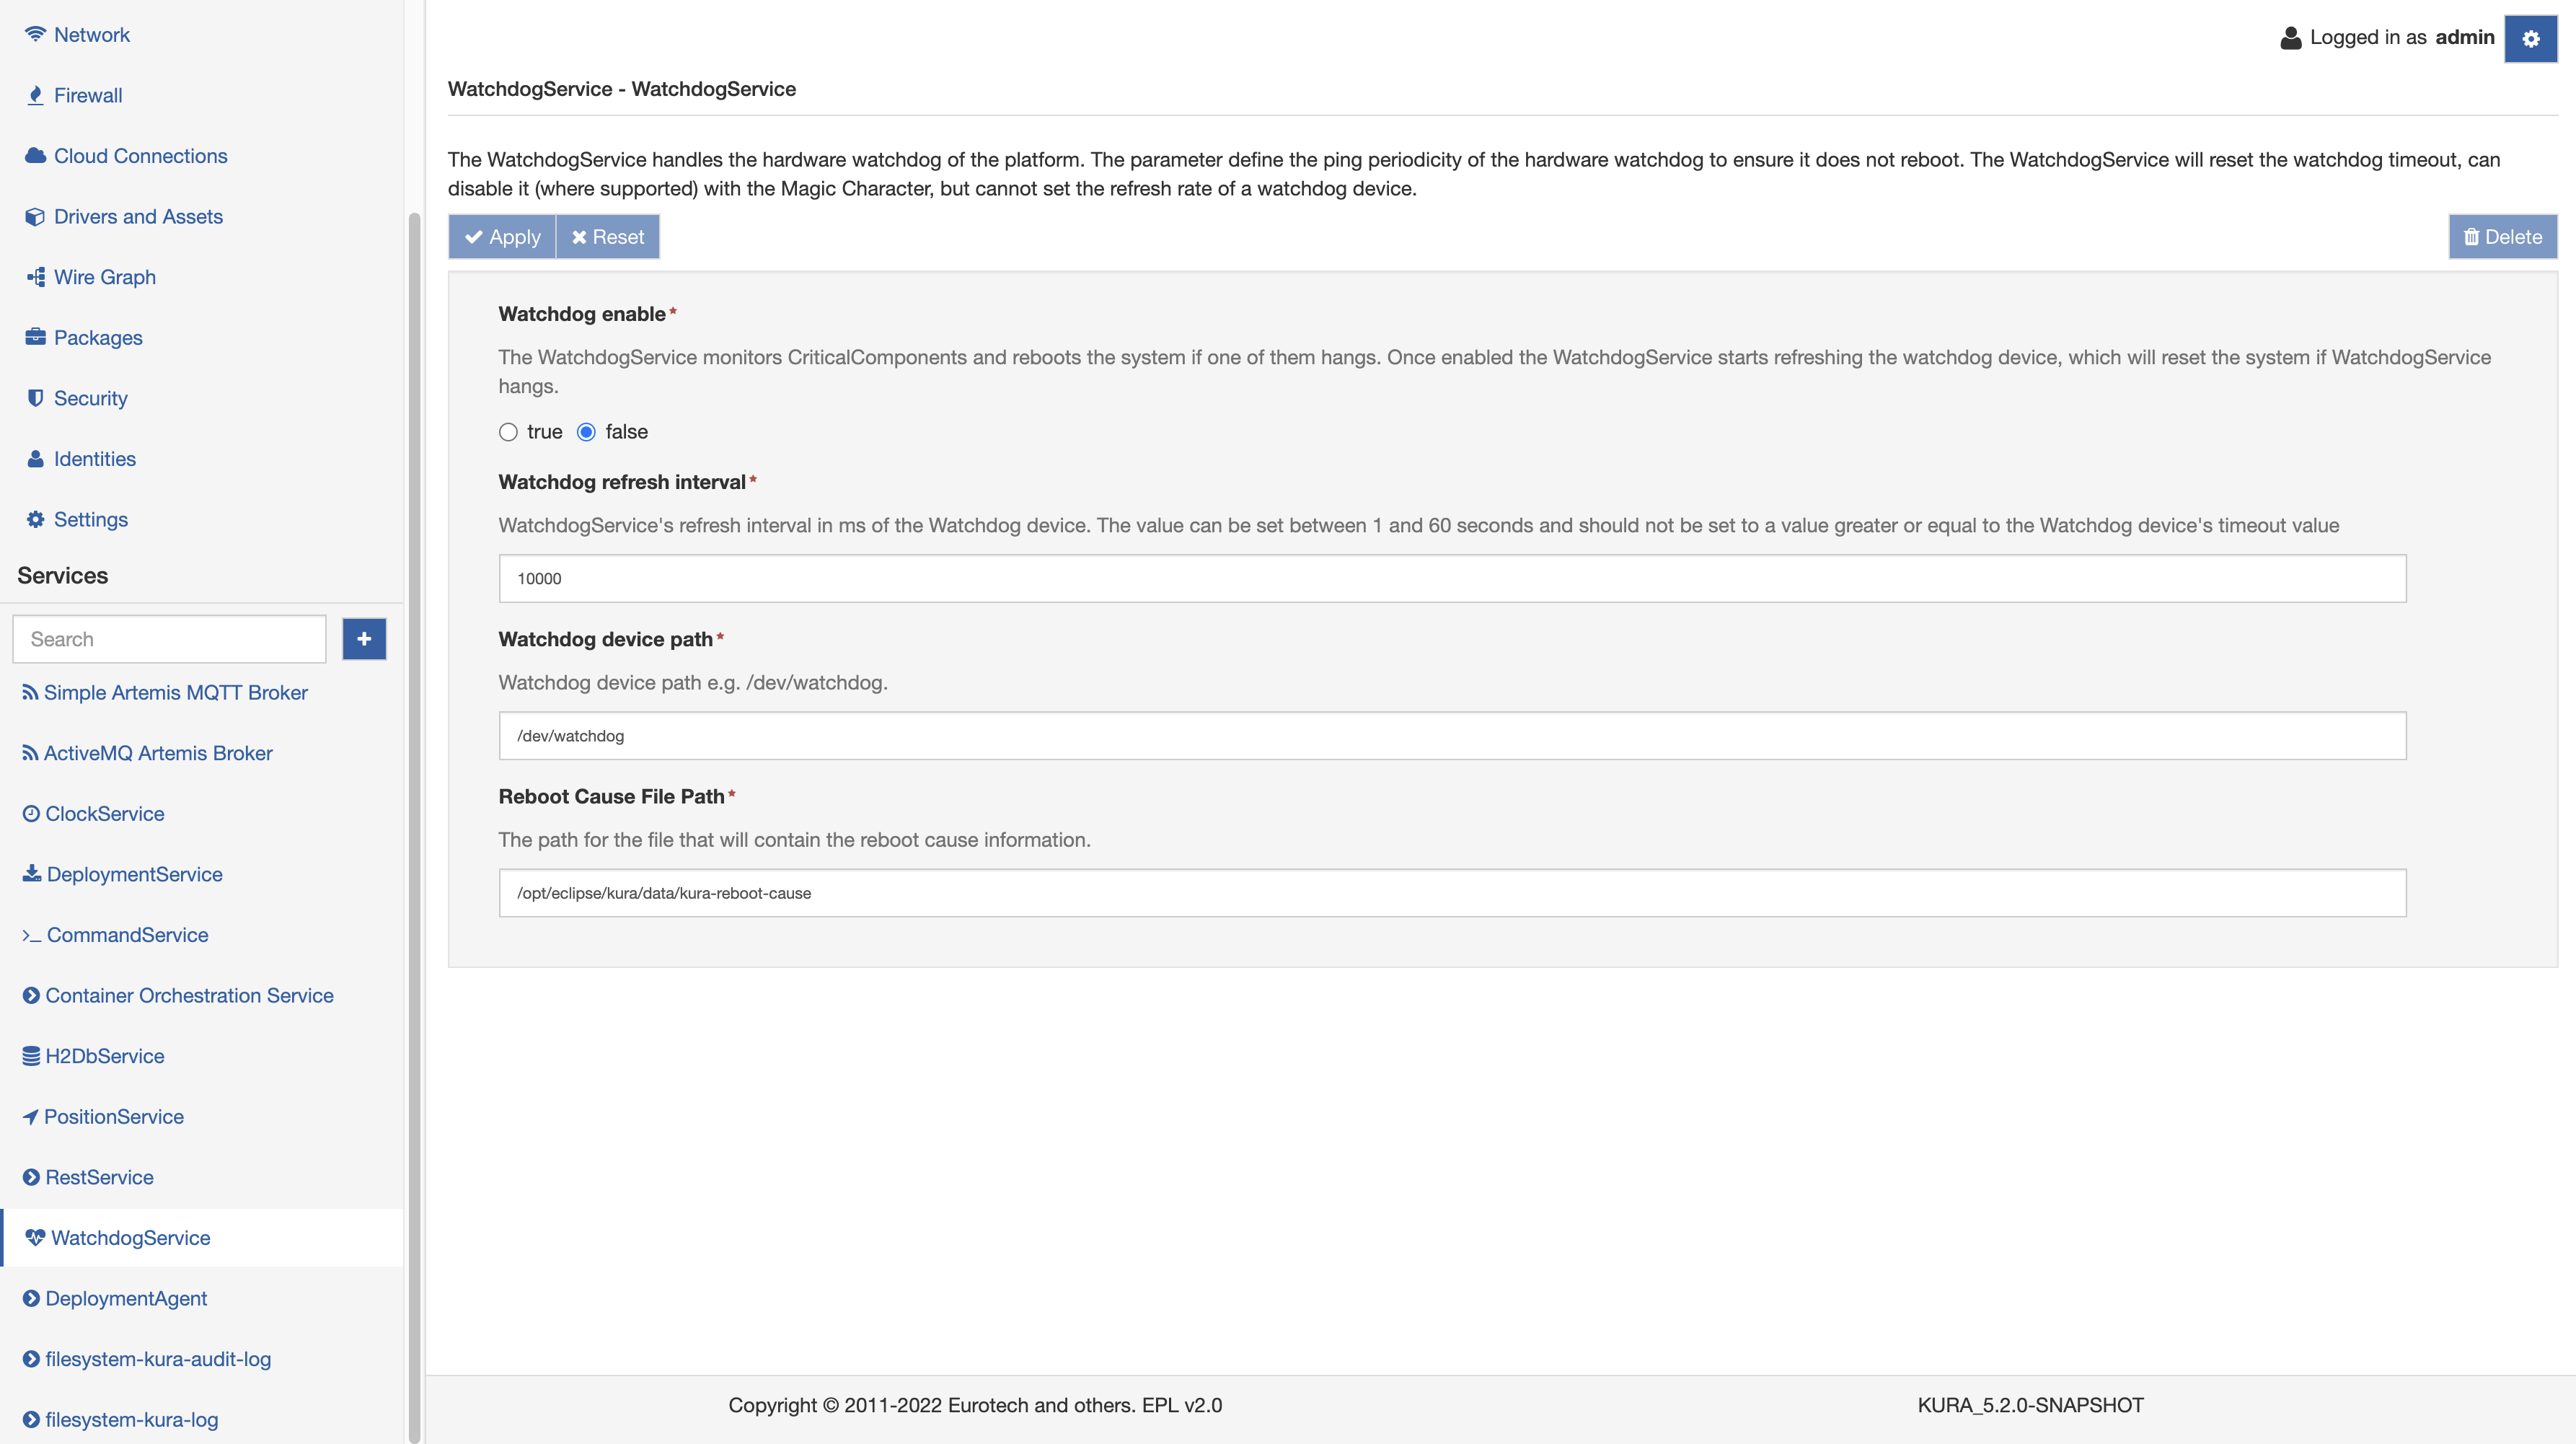 Network
Firewall
Cloud Connections
Drivers and Assets
Wire Graph
Packages
Security
Identities
Settings
Services
Search
Simple Artemis MQTT Broker
ActiveMQ Artemis Broker
ClockService
DeploymentService
CommandService
Container Orchestration Service
H2DbService
PositionService
RestService
WatchdogService
DeploymentAgent
filesystem-kura-audit-log
filesystem-kura-log
Logged in as admin
WatchdogService - WatchdogService
The WatchdogService handles the hardware watchdog of the platform. The parameter define the ping periodicity of the hardware watchdog to ensure it does not reboot. The WatchdogService will reset the watchdog timeout, can
disable it (where supported) with the Magic Character, but cannot set the refresh rate of a watchdog device.
Apply Reset Delete
Watchdog enable*
The WatchdogService monitors CriticalComponents and reboots the system if one of them hangs. Once enabled the WatchdogService starts refreshing the watchdog device, which will reset the system if WatchdogService
hangs.
true false
Watchdog refresh interval*
WatchdogService's refresh interval in ms of the Watchdog device. The value can be set between 1 and 60 seconds and should not be set to a value greater or equal to the Watchdog device's timeout value
10000
Watchdog device path*
Watchdog device path e.g. /dev/watchdog.
/dev/watchdog
Reboot Cause File Path*
The path for the file that will contain the reboot cause information.
/opt/eclipse/kura/data/kura-reboot-cause
Copyright © 2011-2022 Eurotech and others. EPL v2.0
KURA_5.2.0-SNAPSHOT